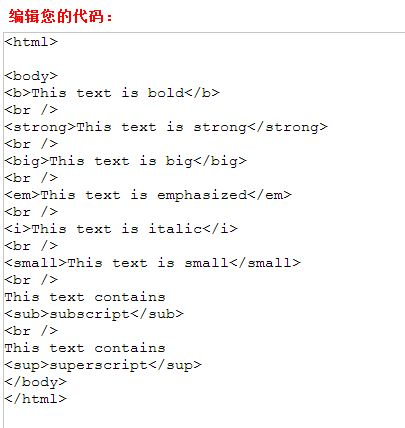 编辑您的代码：
<html>
<body>
<b>This text is bold</b>
<br />
<strong>This text is strong</strong>
<br />
<big>This text is big</big>
<br />
<em>This text is emphasized</em>
<br />
<i>This text is italic</i>
<br />
<small>This text is small</small>
<br />
This text contains
<sub>subscript</sub>
<br />
This text contains
<sup>superscript</sup>
</body>
</html>